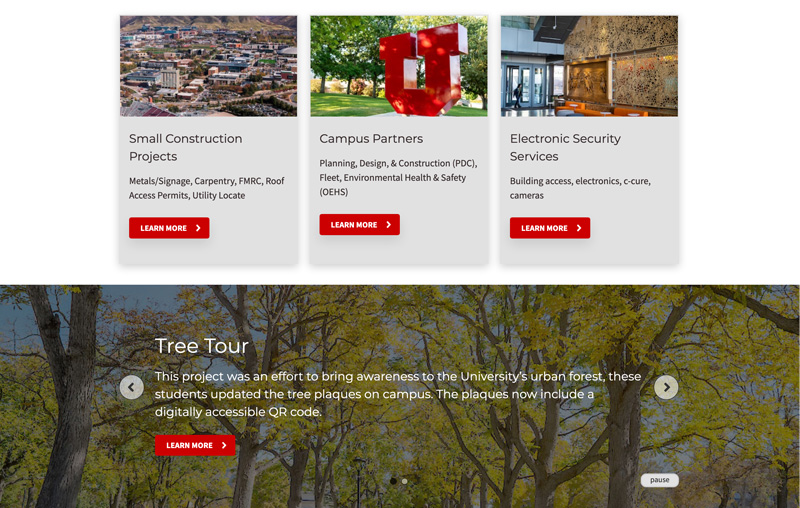 Small Construction
Projects
Metals/Signage, Carpentry, FMRC, Roof
Access Permits, Utility Locate
LEARN MORE
Campus Partners
Planning, Design, & Construction (PDC),
Fleet, Environmental Health & Safety
(OEHS)
LEARN MORE
Electronic Security
Services
Building access, electronics, c-cure,
cameras
LEARN MORE
Tree Tour
This project was an effort to bring awareness to the University's urban forest, these
students updated the tree plaques on campus. The plaques now include a
digitally accessible QR code.
LEARN MORE
pause